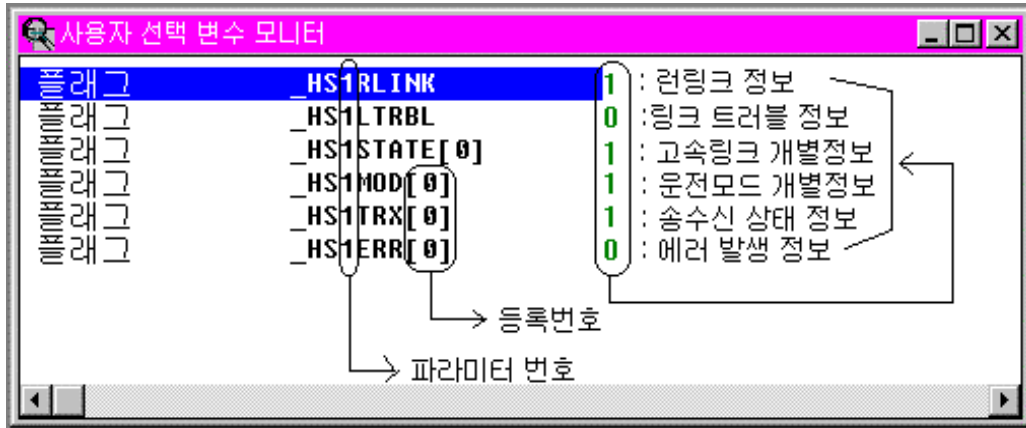 사용자 선택 변수 모니터
플래그 _HS1RLINK 1 : 런링크 정보
플래그 _HS1LTRBL 0 :링크 트러블 정보
플래그 _HS1STATE[0] 1 : 고속링크 개별정보
플래그 _HS1MOD[0] 1 : 운전모드 개별정보
플래그 _HS1TRX[0] 1 : 송수신 상태 정보
플래그 _HS1ERR[0] 0 : 에러 발생 정보
등록번호
파라미터 번호